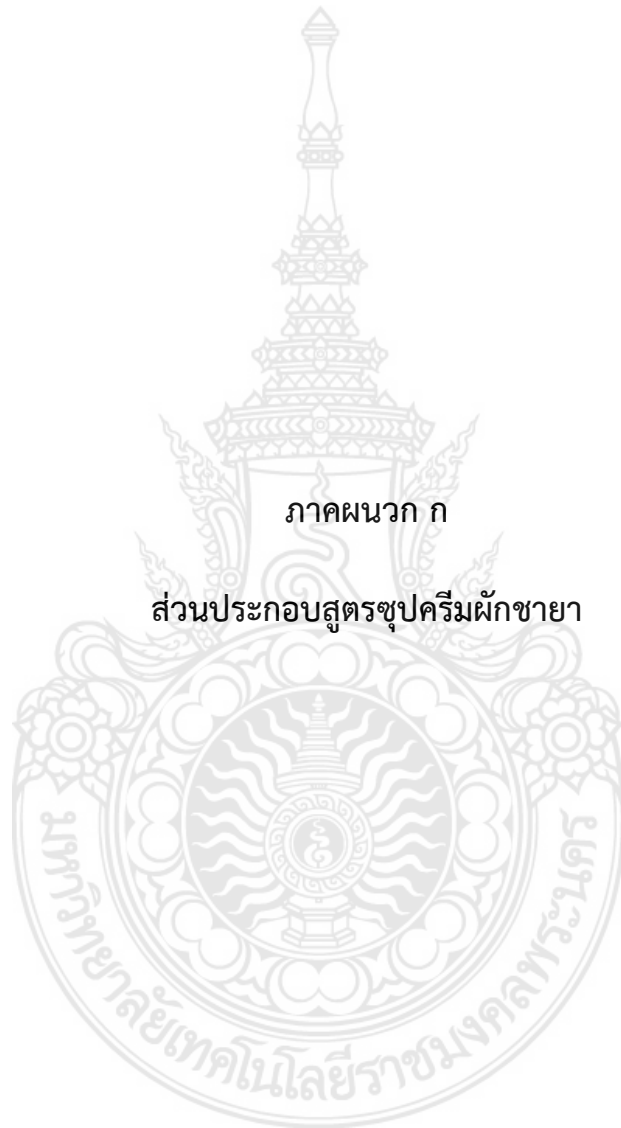 ภาคผนวก ก
ส่วนประกอบสูตรซุปครีมผักชายา
มหาวิทยาลัยเทคโนโลยีราชมงคลพระนคร